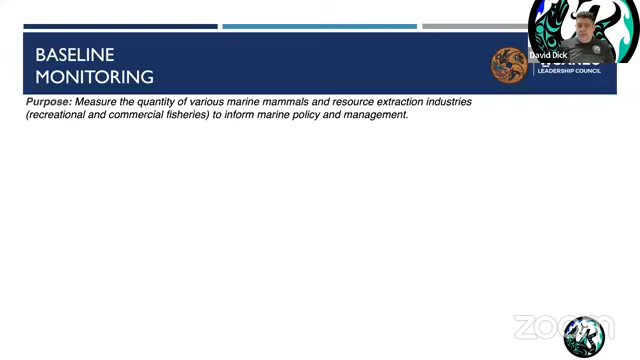 BASELINE
MONITORING
David Dick
LEADERSHIP COUNCIL
Purpose: Measure the quantity of various marine mammals and resource extraction industries
(recreational and commercial fisheries) to inform marine policy and management.
zoom